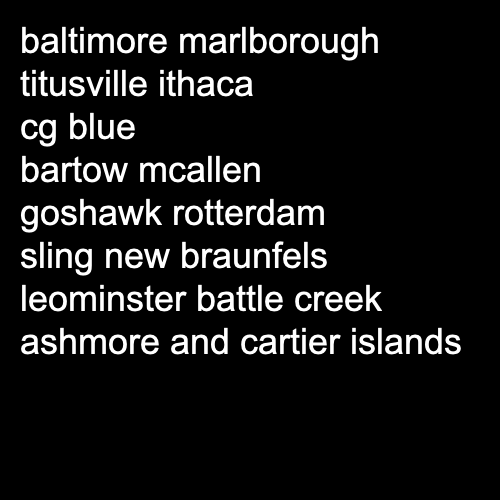 baltimore marlborough
titusville ithaca
cg blue
bartow mcallen
goshawk rotterdam
sling new braunfels
leominster battle creek
ashmore and cartier islands